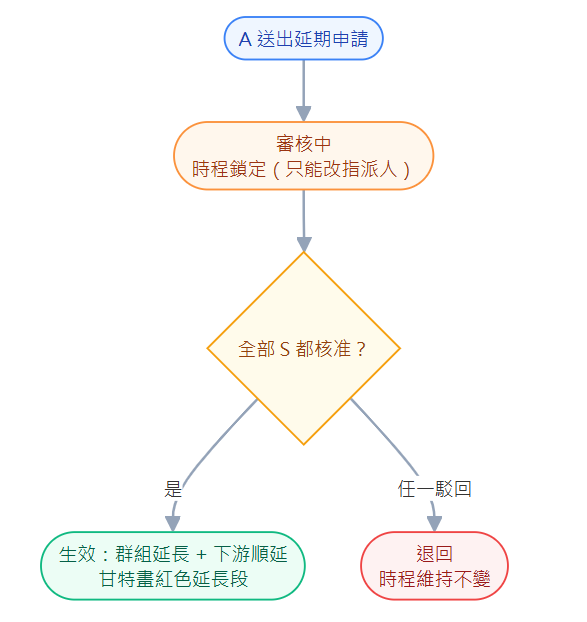 A 送出延期申請
審核中
時程鎖定（只能改指派人）
全部 S 都核准？
是
任一駁回
生效：群組延長 + 下游順延
甘特畫紅色延長段
退回
時程維持不變